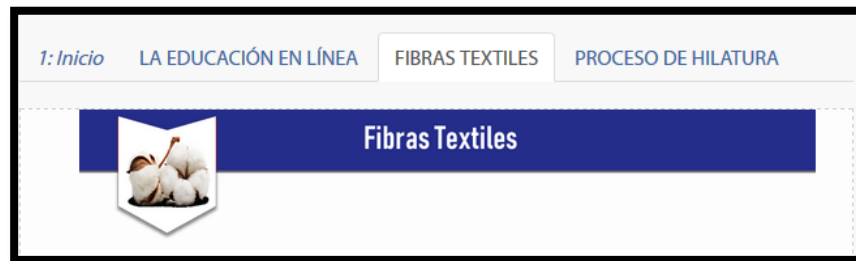 1: Inicio LA EDUCACIÓN EN LÍNEA FIBRAS TEXTILES PROCESO DE HILATURA
Fibras Textiles